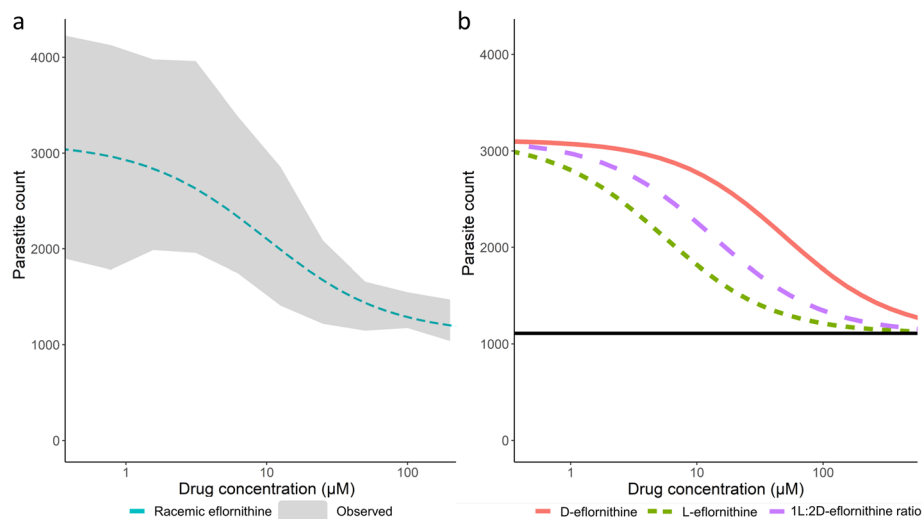 a
4000
3000
2000
1000
0
Parastite count
1
10
100
Drug concentration (µM)
Racemic eflornithine
Observed
b
4000
3000
2000
1000
0
Parasite count
1
10
100
Drug concentration (µM)
D-eflornithine
L-eflornithine
1L:2D-eflornithine ratio